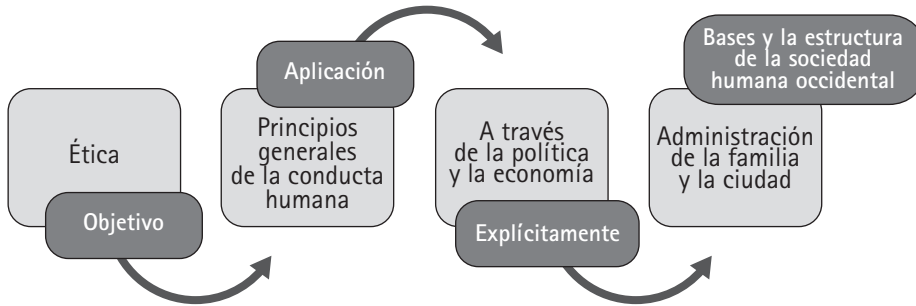 Ética
Objetivo
Aplicación
Principios
generales
de la conducta
humana
A través
de la política
y la economía
Explícitamente
Bases y la estructura
de la sociedad
humana occidental
Administración
de la familia
y la ciudad